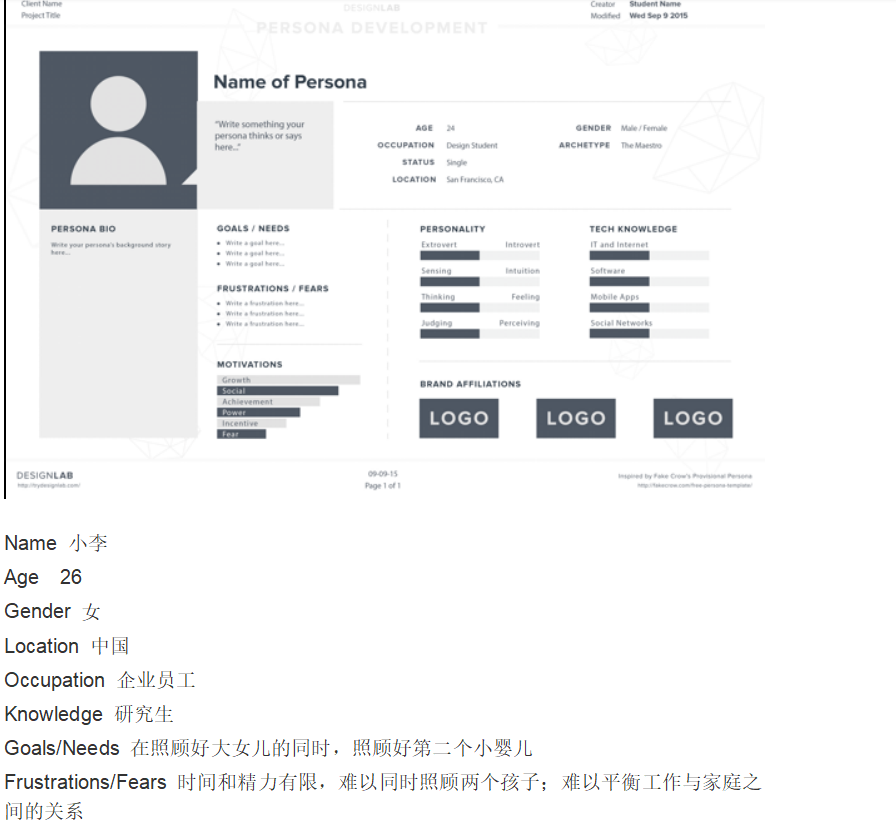 Client Name
Project Title
DESIGNLAB
PERSONA DEVELOPMENT
Creator Student Name
Modified Wed Sep 9 2015
Name of Persona
"Write something your
persona thinks or says
here..."
AGE 24
OCCUPATION Design Student
STATUS Single
LOCATION San Francisco, CA
GENDER Male / Female
ARCHETYPE The Maestro
PERSONA BIO
Write your persona's background story
here...
GOALS / NEEDS
• Write a goal here...
• Write a goal here...
• Write a goal here...
FRUSTRATIONS / FEARS
• Write a frustration here...
• Write a frustration here...
• Write a frustration here...
MOTIVATIONS
Growth
Social
Achievement
Power
Incentive
Fear
PERSONALITY
Extrovert Introvert
Sensing Intuition
Thinking Feeling
Judging Perceiving
TECH KNOWLEDGE
IT and Internet
Software
Mobile Apps
Social Networks
BRAND AFFILIATIONS
LOGO LOGO LOGO
DESIGNLAB
http://trydesignlab.com/
09-09-15
Page 1 of 1
Inspired by Fake Crow's Provisional Persona
http://fakecrow.com/free-persona-template/
Name 小李
Age 26
Gender 女
Location 中国
Occupation 企业员工
Knowledge 研究生
Goals/Needs 在照顾好大女儿的同时，照顾好第二个小婴儿
Frustrations/Fears 时间和精力有限，难以同时照顾两个孩子；难以平衡工作与家庭之
间的关系